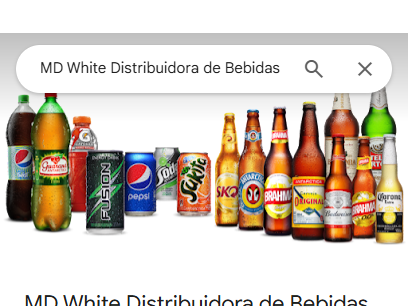 MD White Distribuidora de Bebidas
Guaraná
FUSION
pepsi
Soda
Sukita
SKOL
ANTARCTICA
BRAHMA
ANTARCTICA
ORIGINAL
Budweiser
BRAHMA
Corona
MD White Distribuidora de Bebidas